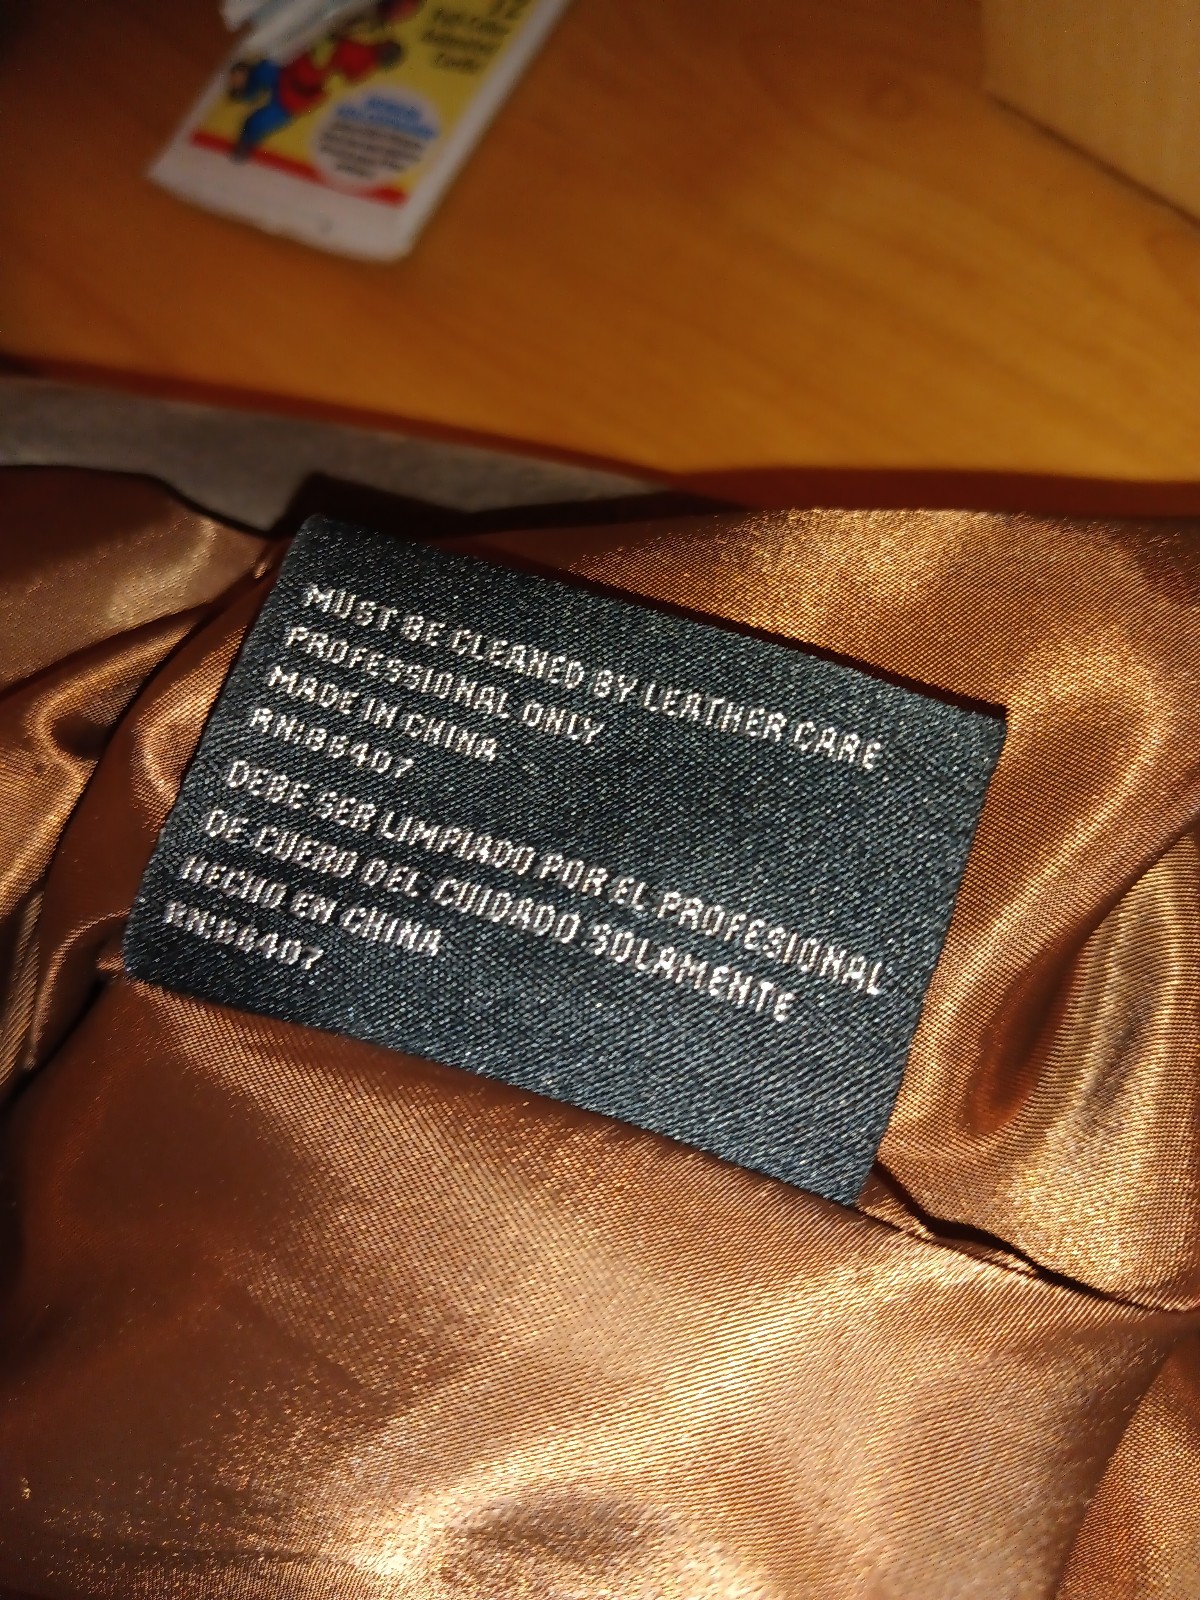 MUST BE CLEANED BY LEATHER CARE
PROFESSIONAL ONLY
MADE IN CHINA
RN:86407
DEBE SER LIMPIADO POR EL PROFESIONAL
DE CUERO DEL CUIDADO SOLAMENTE
HECHO EN CHINA
RN:86407